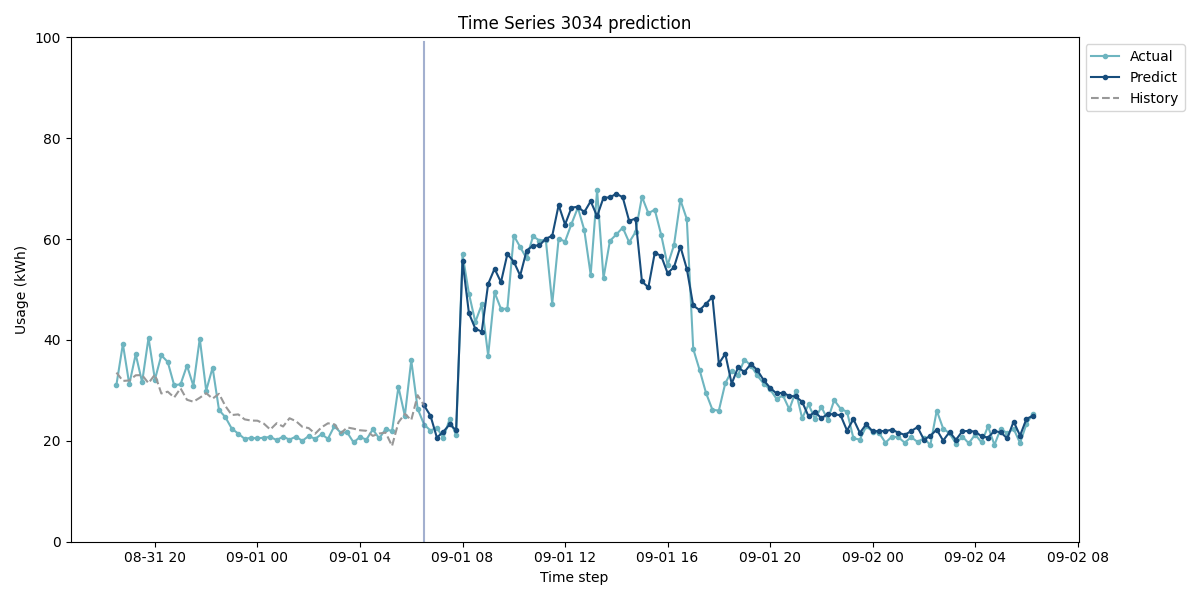 Time Series 3034 prediction
100
80
60
40
20
0
Usage (kWh)
08-31 20
09-01 00
09-01 04
09-01 08
09-01 12
09-01 16
09-01 20
09-02 00
09-02 04
09-02 08
Time step
Actual
Predict
History